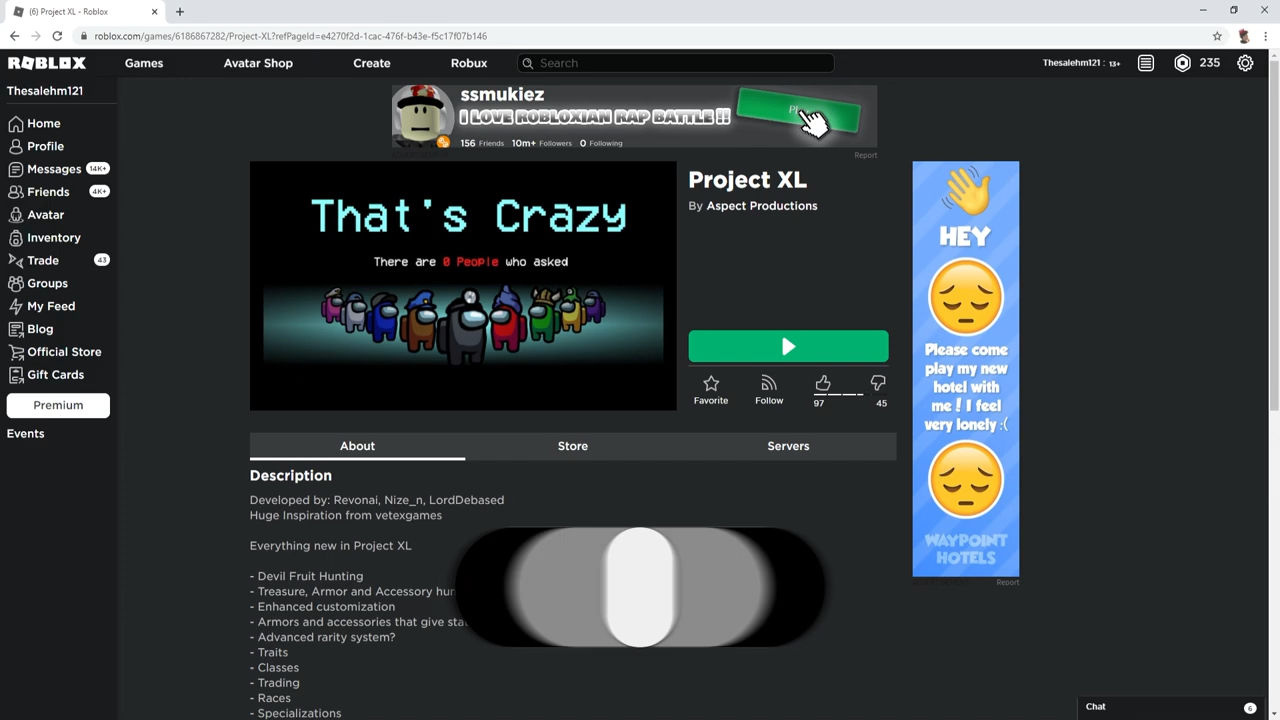 (6) Project XL - Roblox
roblox.com/games/6186867282/Project-XL?refPageId=e4270f2d-1cac-476f-b43e-f5c17f07b146
ROBLOX
Games
Avatar Shop
Create
Robux
Search
Thesalehm121 : 13+
235
Thesalehm121
Home
Profile
Messages
14K+
Friends
4K+
Avatar
Inventory
Trade
43
Groups
My Feed
Blog
Official Store
Gift Cards
Premium
Events
ssmukiez
I LOVE ROBLOXIAN RAP BATTLE !!
156 Friends 10m+ Followers 0 Following
Report
That's Crazy
There are 0 People who asked
Project XL
By Aspect Productions
Favorite
Follow
97
45
HEY
Please come
play my new
hotel with
me! I feel
very lonely :(
WAYPOINT
HOTELS
Report
About
Store
Servers
Description
Developed by: Revonai, Nize_n, LordDebased
Huge Inspiration from vetexgames
Everything new in Project XL
- Devil Fruit Hunting
- Treasure, Armor and Accessory
- Enhanced customization
- Armors and accessories that give
- Advanced rarity system?
- Traits
- Classes
- Trading
- Races
- Specializations
Chat
6